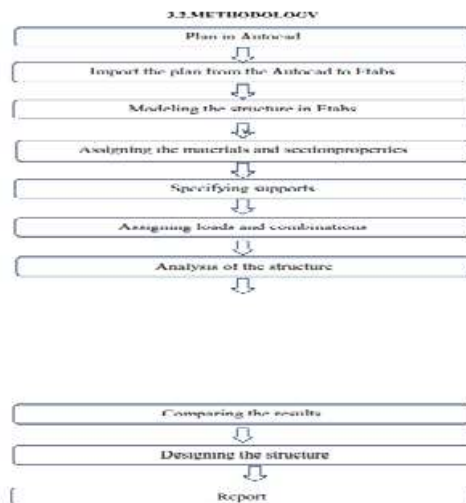 3.2.METHODOLOGY
Plan in Autocad
Import the plan from the Autocad to Etabs
Modeling the structure in Etabs
Assigning the materials and sectionproperties
Specifying supports
Assigning loads and combinations
Analysis of the structure
Comparing the results
Designing the structure
Report